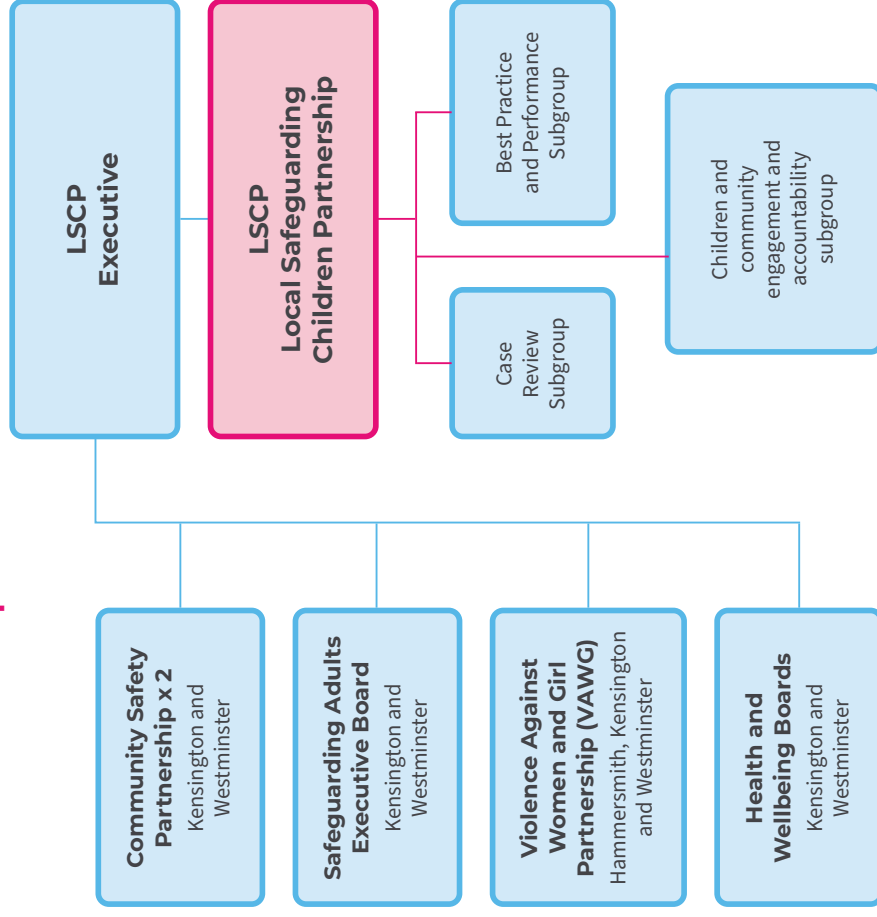 LSCP
Executive
LSCP
Local Safeguarding
Children Partnership
Case
Review
Subgroup
Best Practice
and Performance
Subgroup
Children and
community
engagement and
accountability
subgroup
Community Safety
Partnership x 2
Kensington and
Westminster
Safeguarding Adults
Executive Board
Kensington and
Westminster
Violence Against
Women and Girl
Partnership (VAWG)
Hammersmith, Kensington
and Westminster
Health and
Wellbeing Boards
Kensington and
Westminster